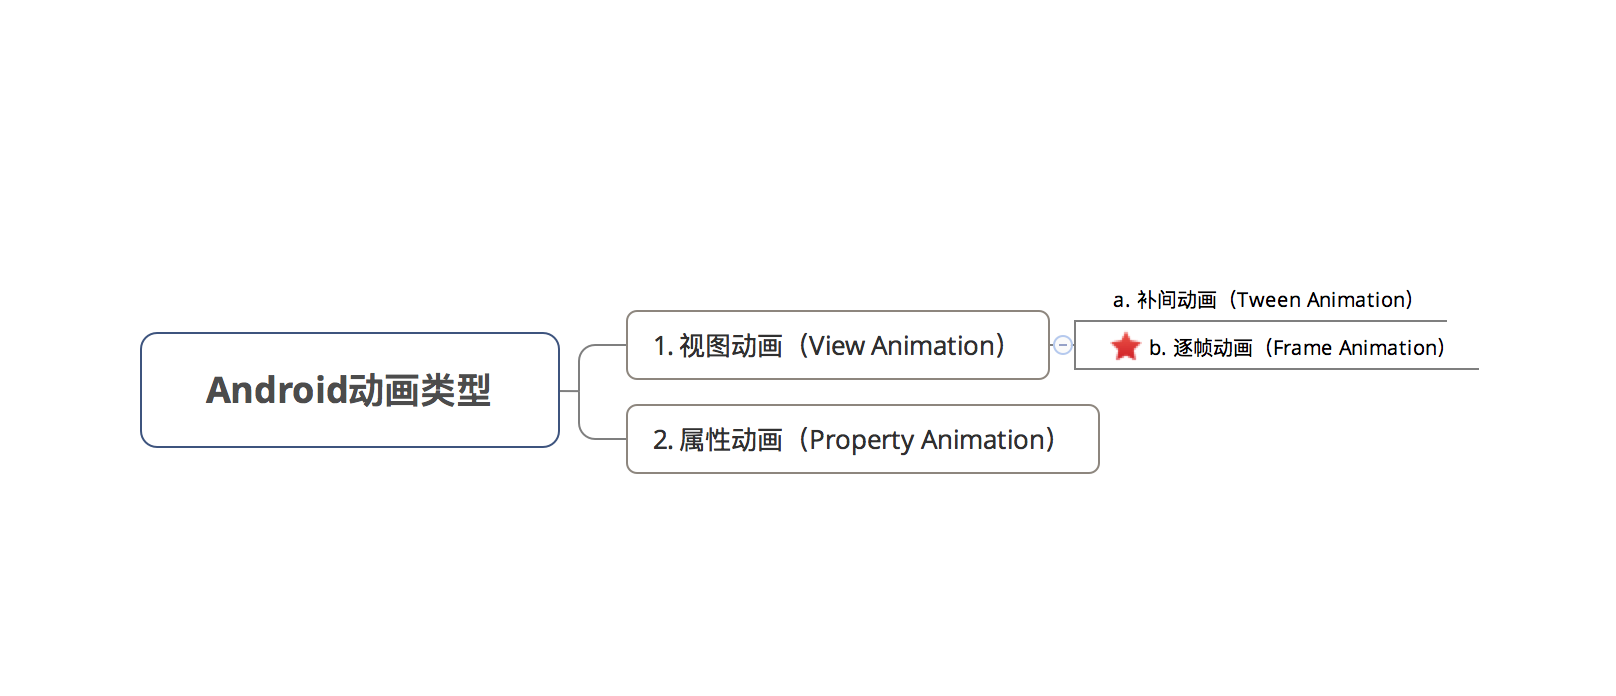 Android动画类型
1. 视图动画（View Animation）
a. 补间动画（Tween Animation）
b. 逐帧动画（Frame Animation）
2. 属性动画（Property Animation）